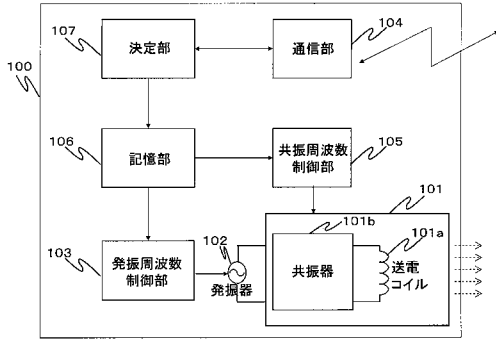 107
決定部
104
通信部
100
106
記憶部
共振周波数
制御部
105
101
103
発振周波数
制御部
102
発振器
101b
共振器
101a
送電
コイル